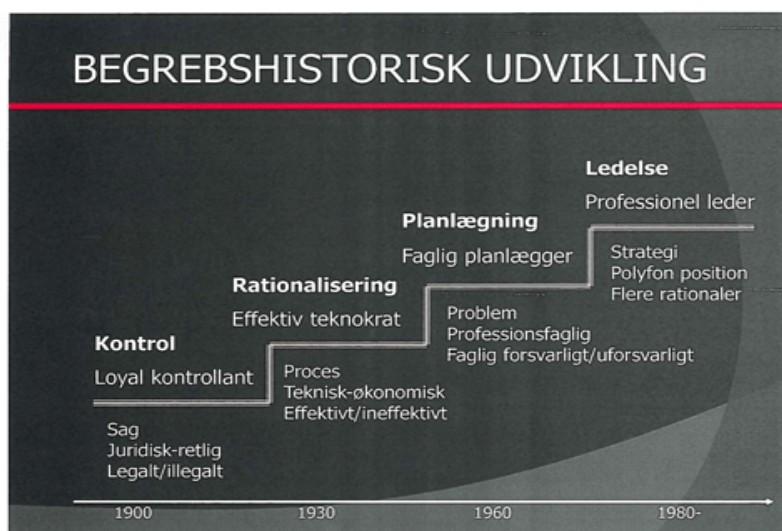 BEGREBSHISTORISK UDVIKLING
Ledelse
Professionel leder
Strategi
Polyfon position
Flere rationaler
Planlægning
Faglig planlægger
Problem
Professionsfaglig
Faglig forsvarligt/uforsvarligt
Rationalisering
Effektiv teknokrat
Proces
Teknisk-økonomisk
Effektivt/ineffektivt
Kontrol
Loyal kontrollant
Sag
Juridisk-retlig
Legalt/illegalt
1900
1930
1960
1980-